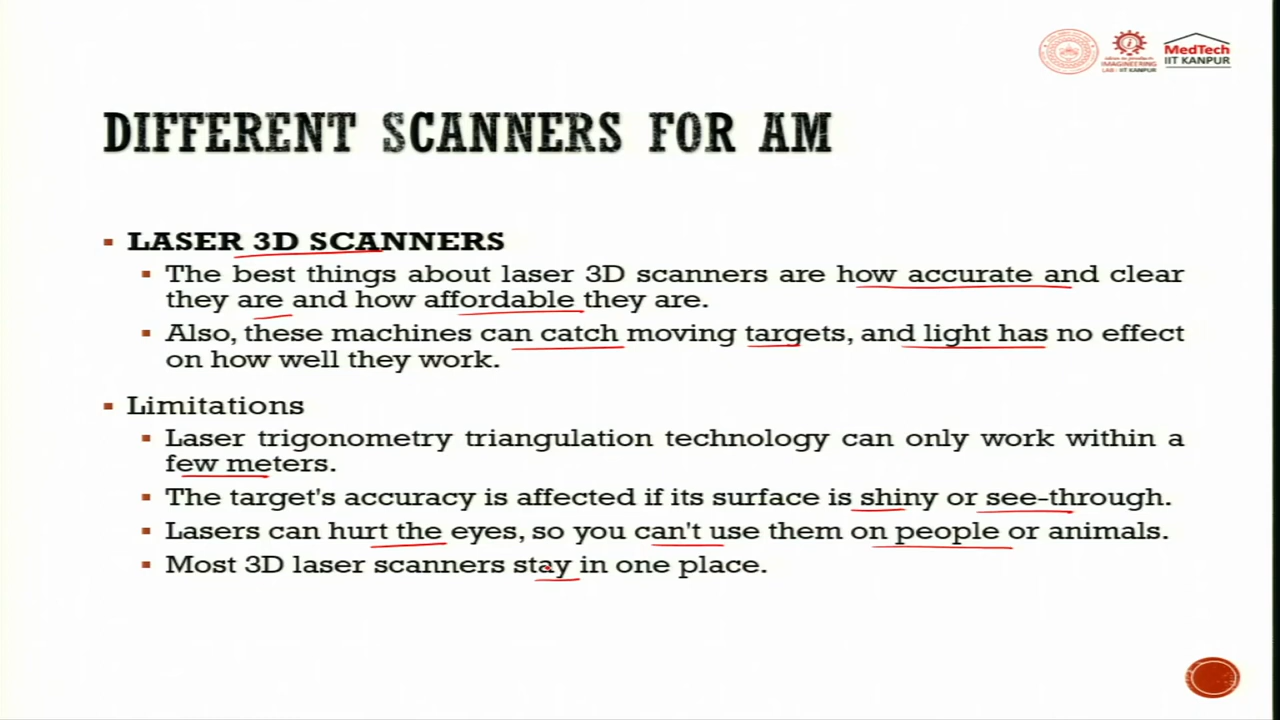 MedTech
IIT KANPUR
IMAGINEERING
LAB IIT KANPUR
DIFFERENT SCANNERS FOR AM
LASER 3D SCANNERS
The best things about laser 3D scanners are how accurate and clear
they are and how affordable they are.
Also, these machines can catch moving targets, and light has no effect
on how well they work.
Limitations
Laser trigonometry triangulation technology can only work within a
few meters.
The target's accuracy is affected if its surface is shiny or see-through.
Lasers can hurt the eyes, so you can't use them on people or animals.
Most 3D laser scanners stay in one place.